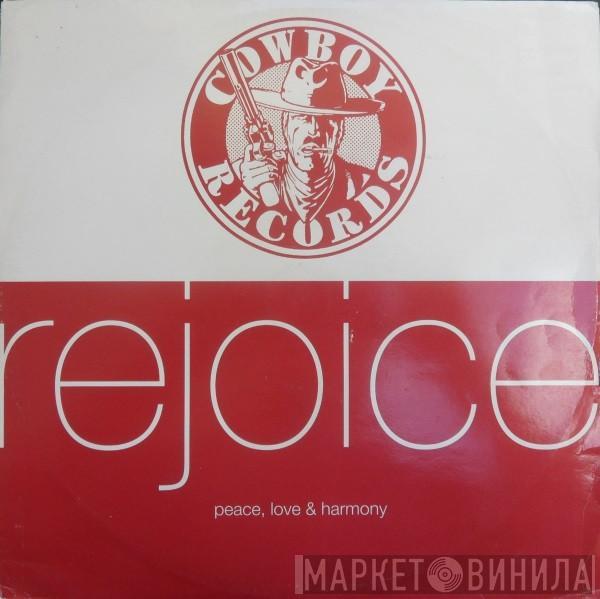 COWBOY
RECORDS
rejoice
peace, love & harmony
МАРКЕТ ВИНИЛА